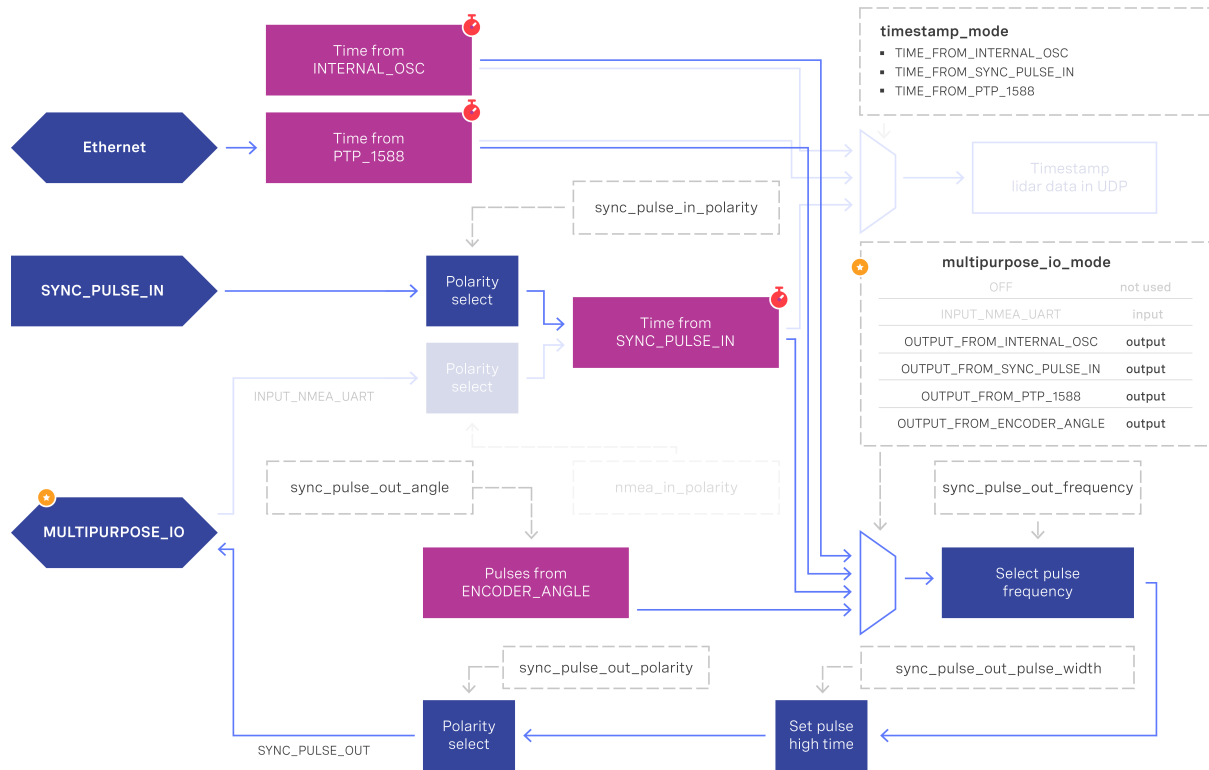 Time from
INTERNAL_OSC
timestamp_mode
▪ TIME_FROM_INTERNAL_OSC
▪ TIME_FROM_SYNC_PULSE_IN
▪ TIME_FROM_PTP_1588
Ethernet
Time from
PTP_1588
Timestamp
lidar data in UDP
sync_pulse_in_polarity
SYNC_PULSE_IN
Polarity
select
Time from
SYNC_PULSE_IN
multipurpose_io_mode
OFF not used
INPUT_NMEA_UART input
OUTPUT_FROM_INTERNAL_OSC output
OUTPUT_FROM_SYNC_PULSE_IN output
OUTPUT_FROM_PTP_1588 output
OUTPUT_FROM_ENCODER_ANGLE output
Polarity
select
INPUT_NMEA_UART
sync_pulse_out_angle
nmea_in_polarity
sync_pulse_out_frequency
MULTIPURPOSE_IO
Pulses from
ENCODER_ANGLE
Select pulse
frequency
sync_pulse_out_polarity
sync_pulse_out_pulse_width
SYNC_PULSE_OUT
Polarity
select
Set pulse
high time